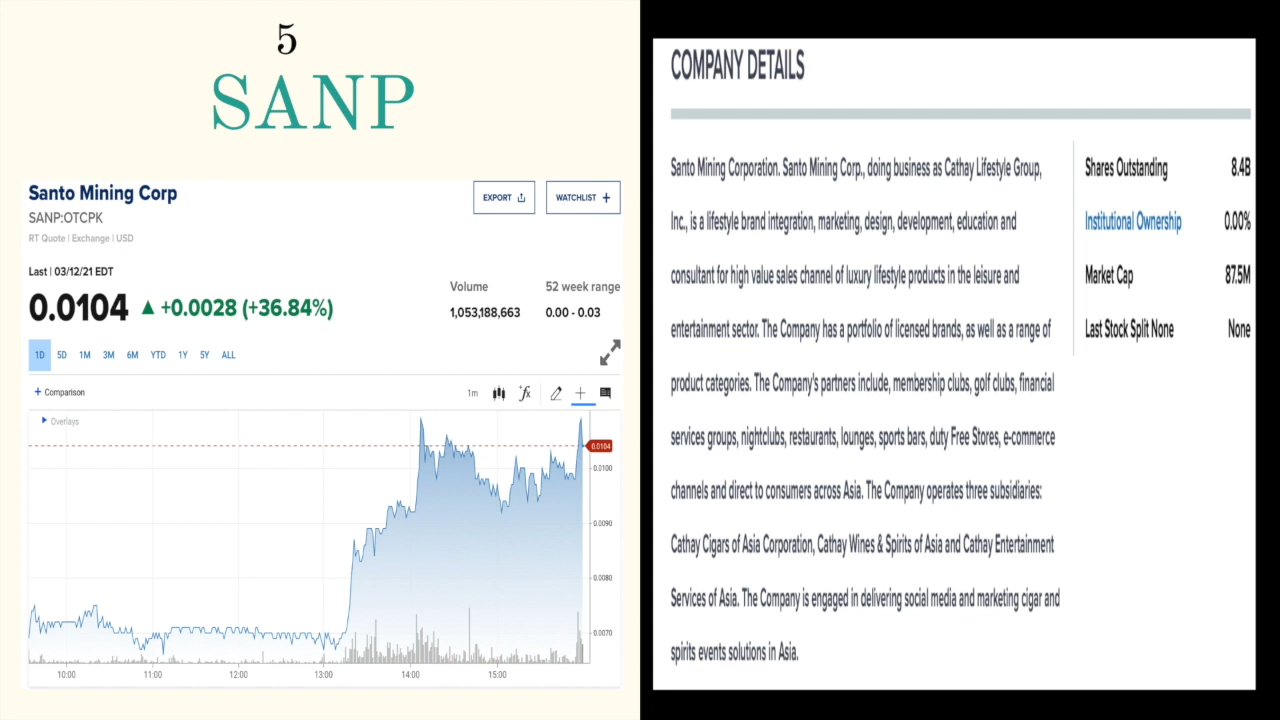 5
SANP
Santo Mining Corp
SANP:OTCPK
RT Quote | Exchange | USD
EXPORT
WATCHLIST +
Last | 03/12/21 EDT
0.0104 ▲ +0.0028 (+36.84%)
Volume
1,053,188,663
52 week range
0.00 - 0.03
1D 5D 1M 3M 6M YTD 1Y 5Y ALL
+ Comparison
1m
Overlays
0.0104
0.0100
0.0090
0.0080
0.0070
10:00 11:00 12:00 13:00 14:00 15:00
COMPANY DETAILS
Santo Mining Corporation. Santo Mining Corp., doing business as Cathay Lifestyle Group,
Inc., is a lifestyle brand integration, marketing, design, development, education and
consultant for high value sales channel of luxury lifestyle products in the leisure and
entertainment sector. The Company has a portfolio of licensed brands, as well as a range of
product categories. The Company's partners include, membership clubs, golf clubs, financial
services groups, nightclubs, restaurants, lounges, sports bars, duty Free Stores, e-commerce
channels and direct to consumers across Asia. The Company operates three subsidiaries:
Cathay Cigars of Asia Corporation, Cathay Wines & Spirits of Asia and Cathay Entertainment
Services of Asia. The Company is engaged in delivering social media and marketing cigar and
spirits events solutions in Asia.
Shares Outstanding 8.4B
Institutional Ownership 0.00%
Market Cap 87.5M
Last Stock Split None None